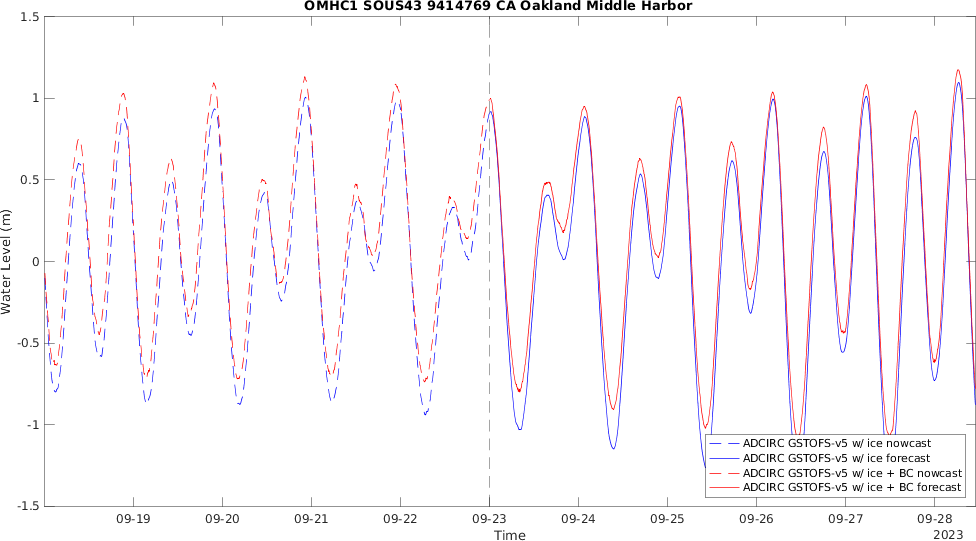 OMHC1 SOUS43 9414769 CA Oakland Middle Harbor
1.5
1
0.5
0
-0.5
-1
-1.5
Water Level (m)
ADCIRC GSTOFS-v5 w/ ice nowcast
ADCIRC GSTOFS-v5 w/ ice forecast
ADCIRC GSTOFS-v5 w/ ice + BC nowcast
ADCIRC GSTOFS-v5 w/ ice + BC forecast
09-19 09-20 09-21 09-22 09-23 09-24 09-25 09-26 09-27 09-28
Time
2023